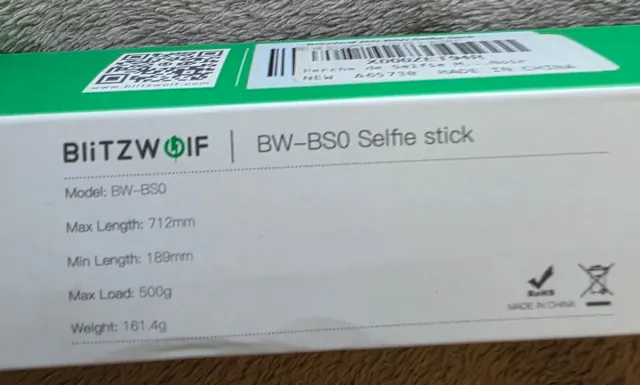 www.blitzwolf.com
X000ZET94R
Perche de Selfie M...Noir
NEW A65730 MADE IN CHINA
BLiTZWOLF | BW-BS0 Selfie stick
Model: BW-BS0
Max Length: 712mm
Min Length: 189mm
Max Load: 500g
Weight: 161.4g
RoHS
MADE IN CHINA